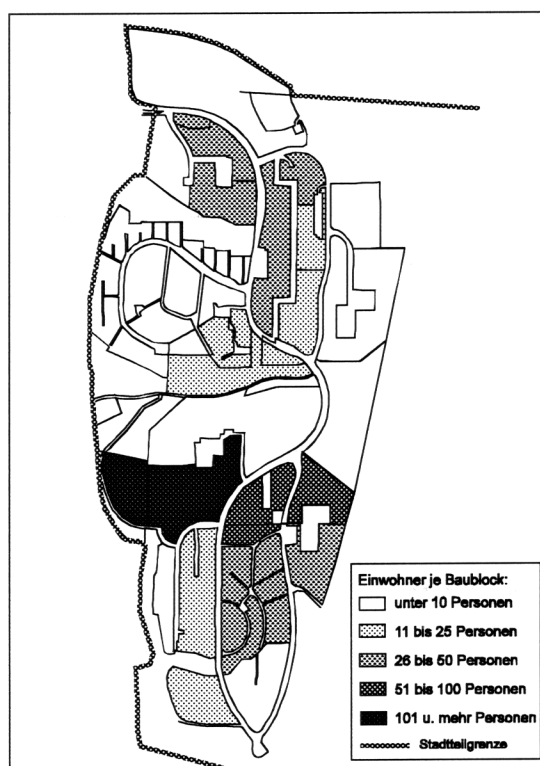 Einwohner je Baublock:
unter 10 Personen
11 bis 25 Personen
26 bis 50 Personen
51 bis 100 Personen
101 u. mehr Personen
Stadtteilgrenze